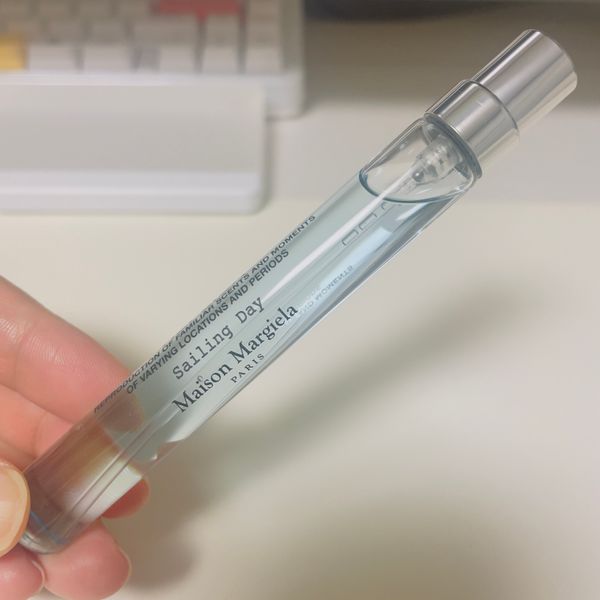 REPRODUCTION OF FAMILIAR SCENTS AND MOMENTS
OF VARYING LOCATIONS AND PERIODS
Sailing Day
Maison Margiela
PARIS